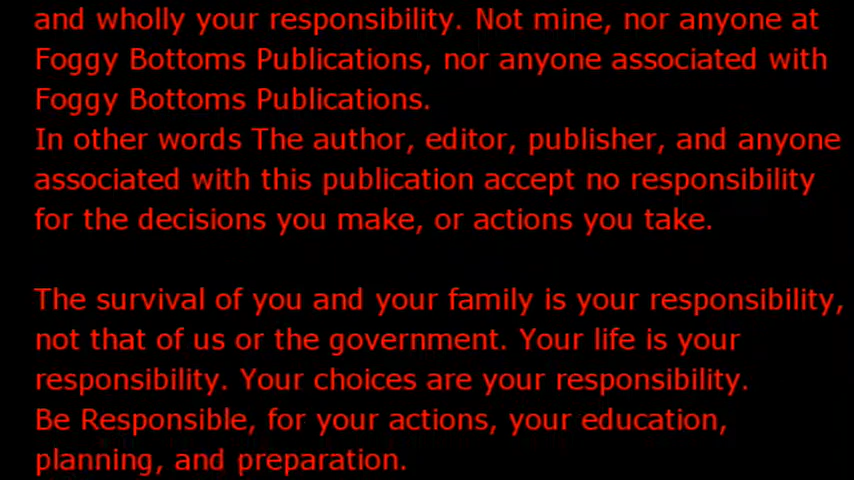 and wholly your responsibility. Not mine, nor anyone at
Foggy Bottoms Publications, nor anyone associated with
Foggy Bottoms Publications.
In other words The author, editor, publisher, and anyone
associated with this publication accept no responsibility
for the decisions you make, or actions you take.
The survival of you and your family is your responsibility,
not that of us or the government. Your life is your
responsibility. Your choices are your responsibility.
Be Responsible, for your actions, your education,
planning, and preparation.